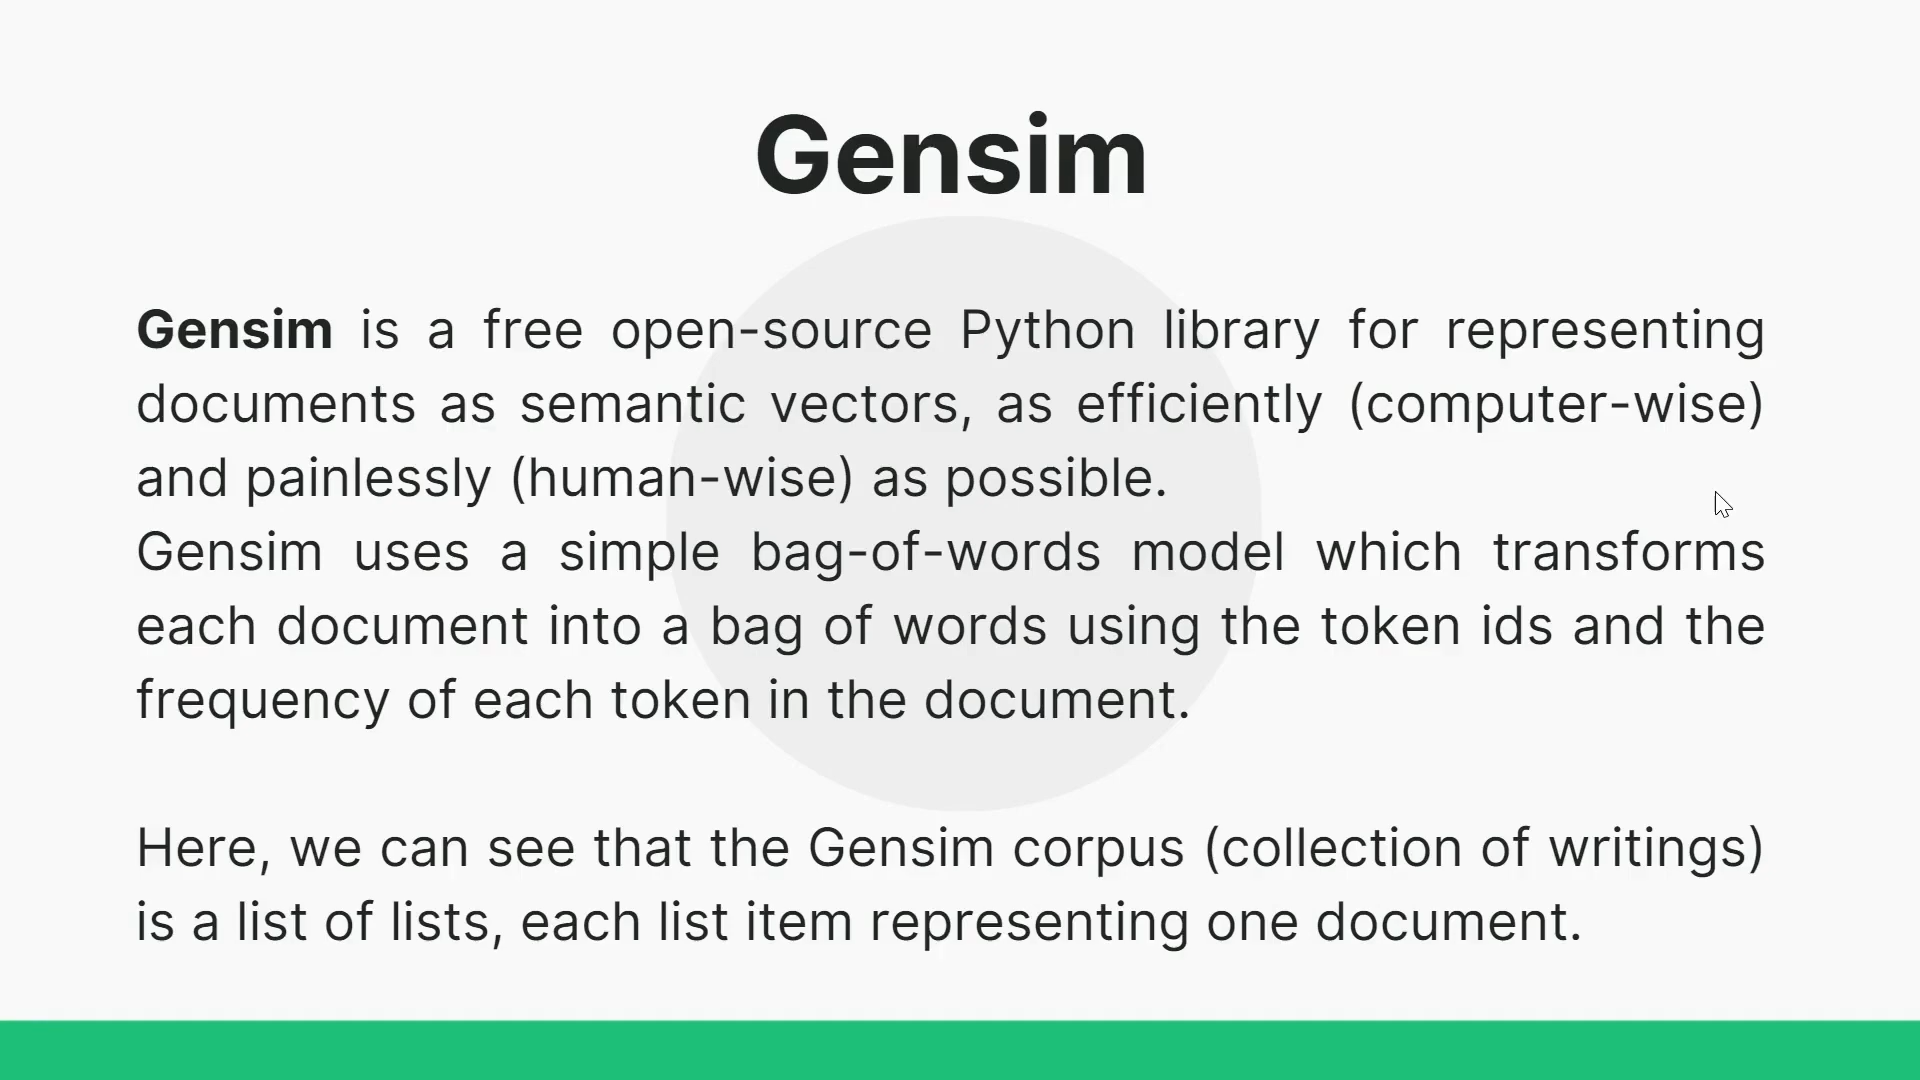 Gensim
Gensim is a free open-source Python library for representing
documents as semantic vectors, as efficiently (computer-wise)
and painlessly (human-wise) as possible.
Gensim uses a simple bag-of-words model which transforms
each document into a bag of words using the token ids and the
frequency of each token in the document.
Here, we can see that the Gensim corpus (collection of writings)
is a list of lists, each list item representing one document.